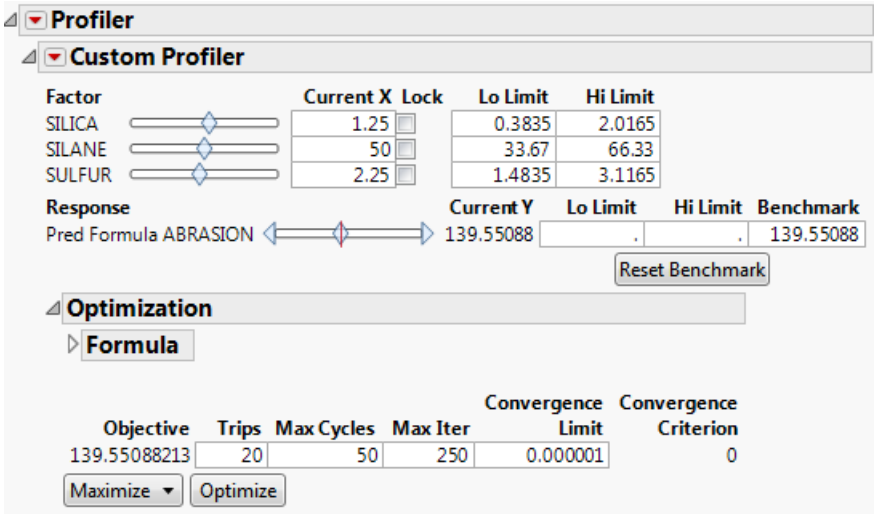 Profiler
Custom Profiler
Factor Current X Lock Lo Limit Hi Limit
SILICA 1.25 0.3835 2.0165
SILANE 50 33.67 66.33
SULFUR 2.25 1.4835 3.1165
Response Current Y Lo Limit Hi Limit Benchmark
Pred Formula ABRASION 139.55088 . . 139.55088
Reset Benchmark
Optimization
Formula
Convergence Convergence
Objective Trips Max Cycles Max Iter Limit Criterion
139.55088213 20 50 250 0.000001 0
Maximize Optimize